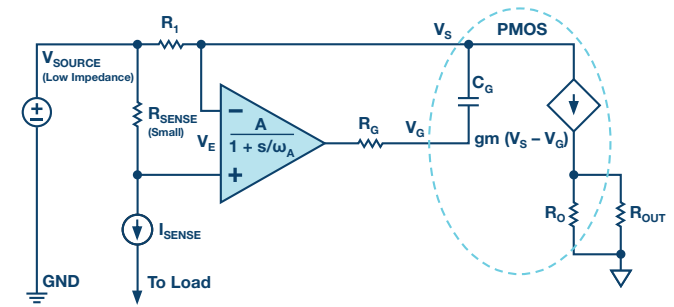 R1
VS
PMOS
VSOURCE
(Low Impedance)
CG
RSENSE
(Small)
VE
−
A
1 + s/ωA
+
RG
VG
gm (VS – VG)
RO
ROUT
ISENSE
GND
To Load